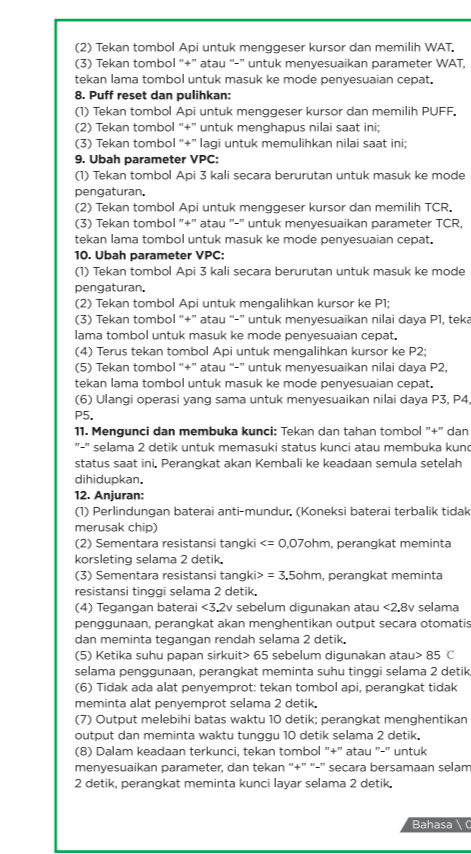 (2) Tekan tombol Api untuk menggeser kursor dan memilih WAT.
(3) Tekan tombol "+" atau "-" untuk menyesuaikan parameter WAT,
tekan lama tombol untuk masuk ke mode penyesuaian cepat.
8. Puff reset dan pulihkan:
(1) Tekan tombol Api untuk menggeser kursor dan memilih PUFF.
(2) Tekan tombol "+" untuk menghapus nilai saat ini;
(3) Tekan tombol "+" lagi untuk memulihkan nilai saat ini;
9. Ubah parameter VPC:
(1) Tekan tombol Api 3 kali secara berurutan untuk masuk ke mode
pengaturan.
(2) Tekan tombol Api untuk menggeser kursor dan memilih TCR.
(3) Tekan tombol "+" atau "-" untuk menyesuaikan parameter TCR,
tekan lama tombol untuk masuk ke mode penyesuaian cepat.
10. Ubah parameter VPC:
(1) Tekan tombol Api 3 kali secara berurutan untuk masuk ke mode
pengaturan.
(2) Tekan tombol Api untuk mengalihkan kursor ke P1;
(3) Tekan tombol "+" atau "-" untuk menyesuaikan nilai daya P1,
lama tombol untuk masuk ke mode penyesuaian cepat.
(4) Terus tekan tombol Api untuk mengalihkan kursor ke P2;
(5) Tekan tombol "+" atau "-" untuk menyesuaikan nilai daya P2,
tekan lama tombol untuk masuk ke mode penyesuaian cepat.
(6) Ulangi operasi yang sama untuk menyesuaikan nilai daya P3, P4,
P5.
11. Mengunci dan membuka kunci: Tekan dan tahan tombol "+" dan
"-" selama 2 detik untuk memasuki status kunci atau membuka
status saat ini. Perangkat akan Kembali ke keadaan semula setelah
dihidupkan.
12. Anjuran:
(1) Perlindungan baterai anti-mundur. (Koneksi baterai terbalik tidak
merusak chip)
(2) Sementara resistansi tangki <= 0,07ohm, perangkat meminta
korsleting selama 2 detik.
(3) Sementara resistansi tangki> = 3.5ohm, perangkat meminta
resistansi tinggi selama 2 detik.
(4) Tegangan baterai <3.2v sebelum digunakan atau <2.8v selama
penggunaan, perangkat akan menghentikan output secara otomatis
dan meminta tegangan rendah selama 2 detik.
(5) Ketika suhu papan sirkuit> 65 sebelum digunakan atau> 85 ℃
selama penggunaan, perangkat meminta suhu tinggi selama 2 detik
(6) Tidak ada alat penyemprot: tekan tombol api, perangkat tidak
meminta alat penyemprot selama 2 detik.
(7) Output melebihi batas waktu 10 detik; perangkat menghentikan
output dan meminta waktu tunggu 10 detik selama 2 detik.
(8) Dalam keadaan terkunci, tekan tombol "+" atau "-" untuk
menyesuaikan parameter, dan tekan "+" "-" secara bersamaan
2 detik, perangkat meminta kunci layar selama 2 detik.
Bahasa \